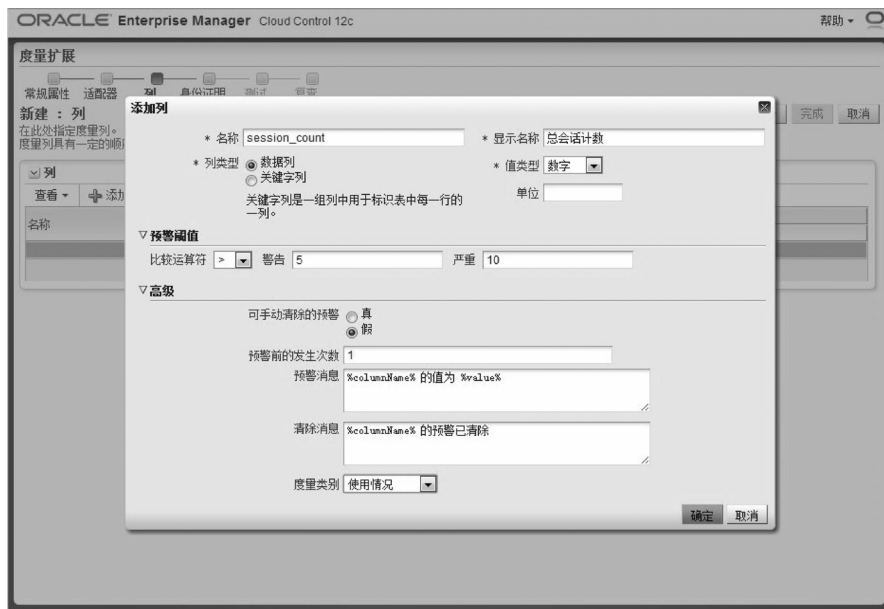 ORACLE Enterprise Manager Cloud Control 12c 帮助
度量扩展
常规属性 适配器 列 身份证明 测试 复查
新建 : 列
完成 取消
在此处指定度量列。
度量列具有一定的顺
列
查看 添加
名称
添加列
* 名称 session_count * 显示名称 总会话计数
* 列类型 数据列 * 值类型 数字
关键字列 单位
关键字列是一组列中用于标识表中每一行的
一列。
预警阈值
比较运算符 > 警告 5 严重 10
高级
可手动清除的预警 真
假
预警前的发生次数 1
预警消息 %columnName% 的值为 %value%
清除消息 %columnName% 的预警已清除
度量类别 使用情况
确定 取消